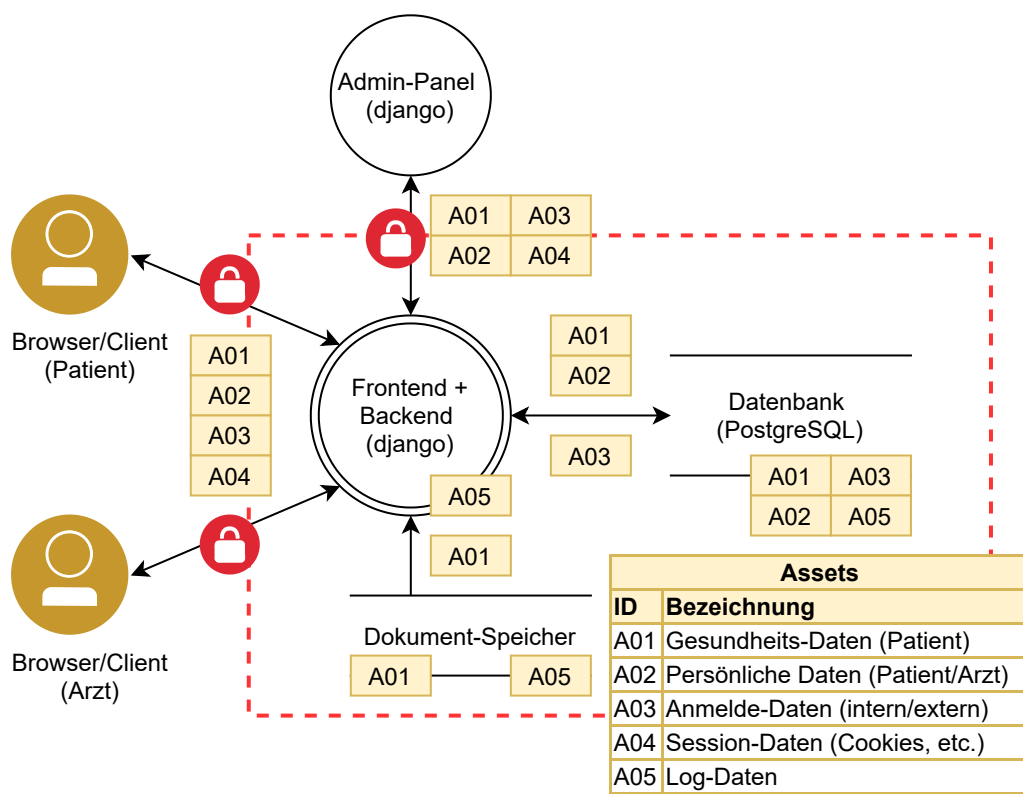 Admin-Panel
(django)
A01 A03
A02 A04
Browser/Client
(Patient)
A01
A02
A03
A04
Frontend +
Backend
(django)
A05
A01
A02
A03
Datenbank
(PostgreSQL)
A01 A03
A02 A05
A01
Dokument-Speicher
A01 A05
Browser/Client
(Arzt)
Assets
ID Bezeichnung
A01 Gesundheits-Daten (Patient)
A02 Persönliche Daten (Patient/Arzt)
A03 Anmelde-Daten (intern/extern)
A04 Session-Daten (Cookies, etc.)
A05 Log-Daten